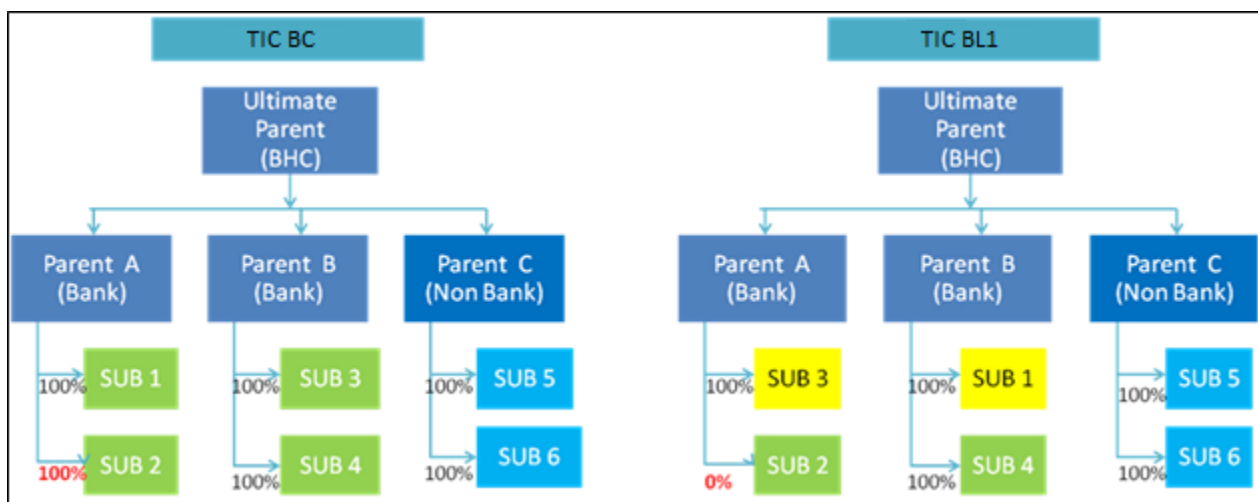 TIC BC
Ultimate
Parent
(BHC)
Parent A
(Bank)
Parent B
(Bank)
Parent C
(Non Bank)
100%
SUB 1
100%
SUB 3
100%
SUB 5
100%
SUB 2
100%
SUB 4
100%
SUB 6
TIC BL1
Ultimate
Parent
(BHC)
Parent A
(Bank)
Parent B
(Bank)
Parent C
(Non Bank)
100%
SUB 3
100%
SUB 1
100%
SUB 5
0%
SUB 2
100%
SUB 4
100%
SUB 6